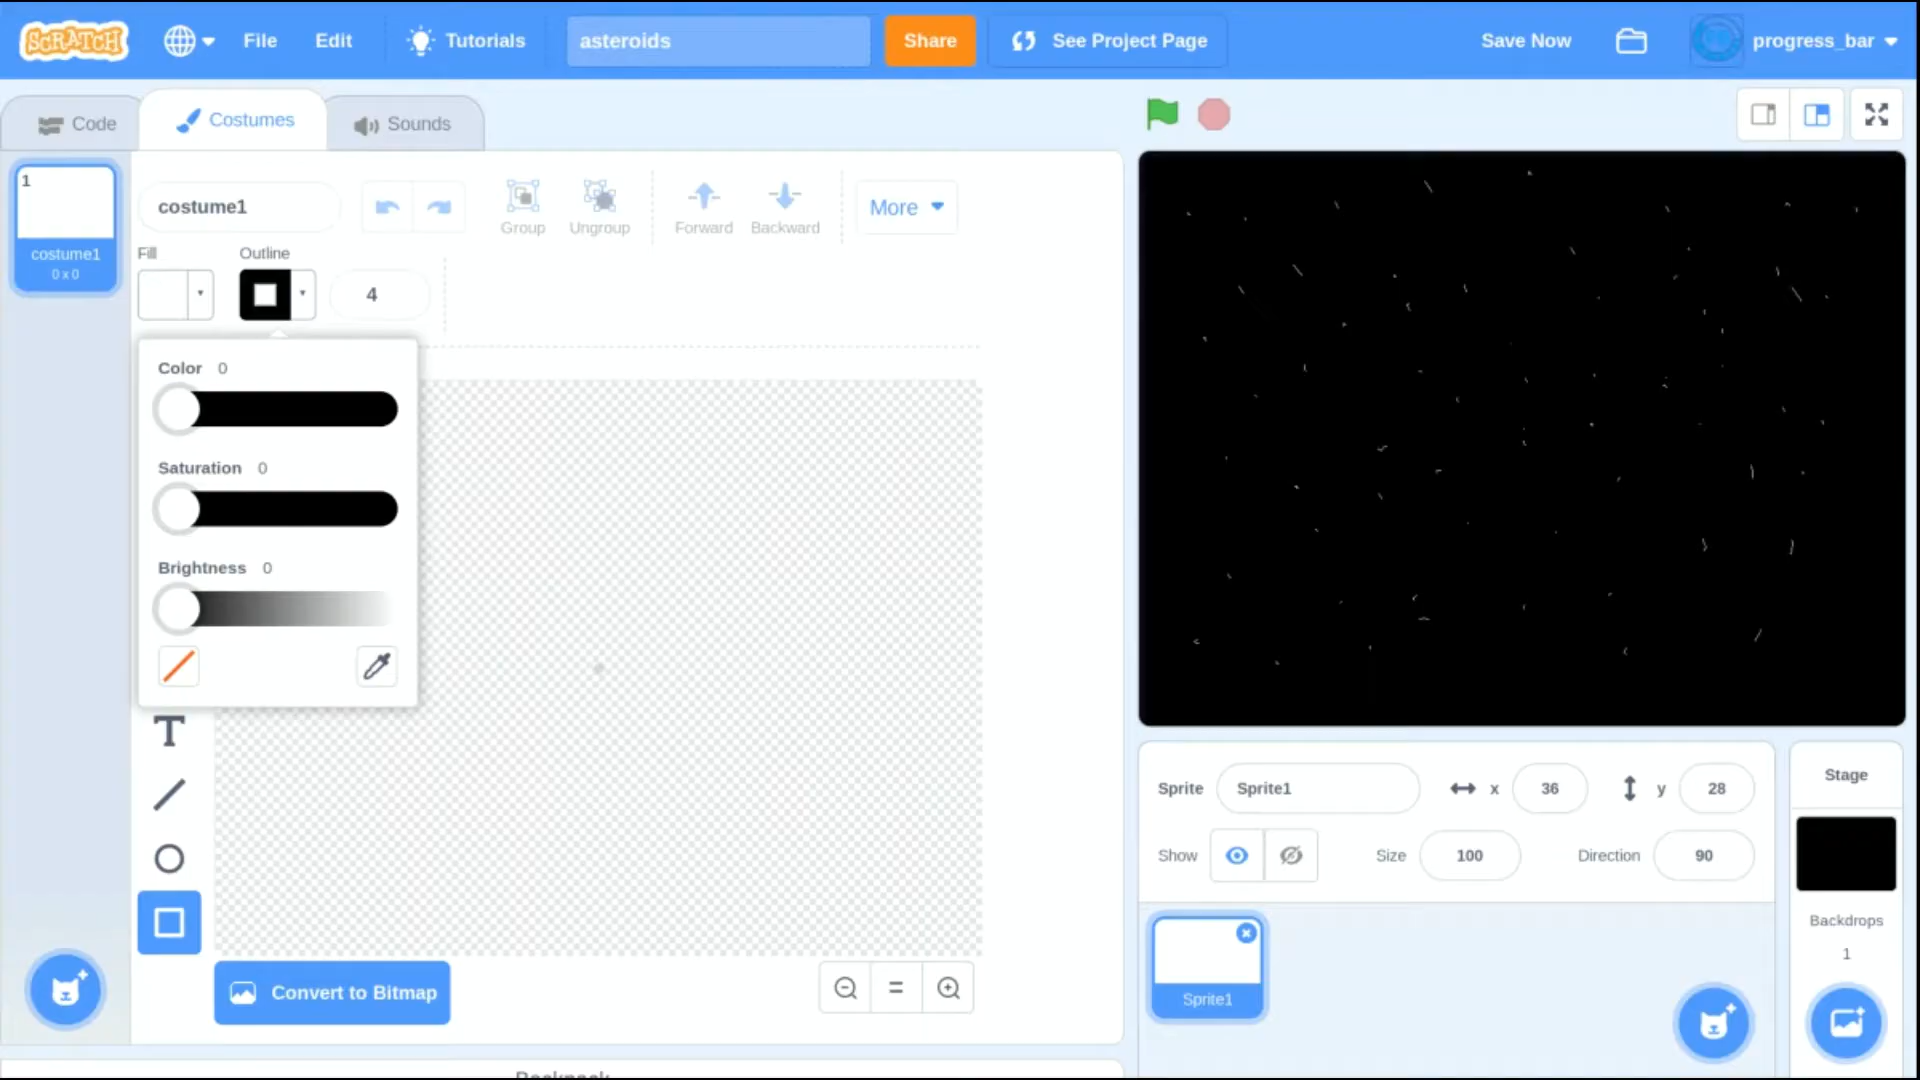 SCRATCH
File
Edit
Tutorials
asteroids
Share
See Project Page
Save Now
progress_bar
Code
Costumes
Sounds
1
costume1
0 x 0
costume1
Group
Ungroup
Forward
Backward
More
Fill
Outline
4
Color 0
Saturation 0
Brightness 0
T
Convert to Bitmap
=
Sprite
Sprite1
x
36
y
28
Show
Size
100
Direction
90
Sprite1
Stage
Backdrops
1
Backpack